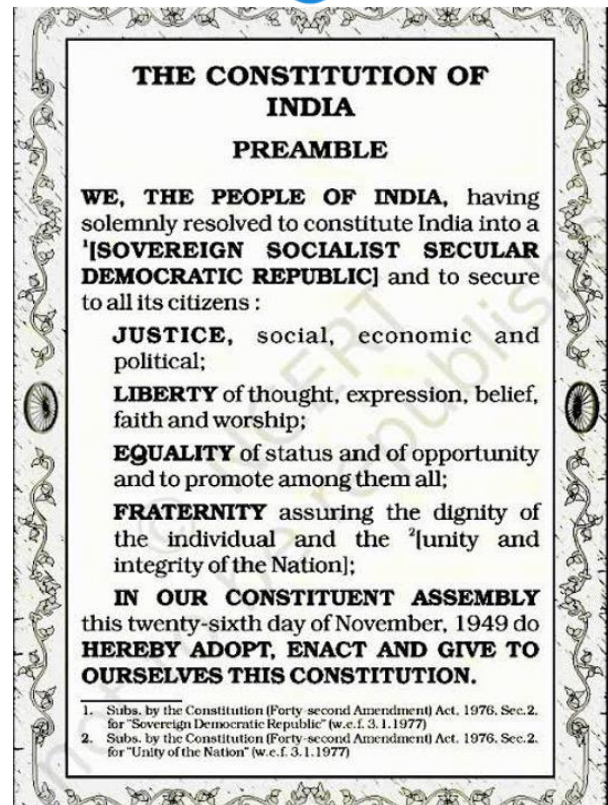 THE CONSTITUTION OF
INDIA
PREAMBLE
WE, THE PEOPLE OF INDIA, having
solemnly resolved to constitute India into a
¹[SOVEREIGN SOCIALIST SECULAR
DEMOCRATIC REPUBLIC] and to secure
to all its citizens :
JUSTICE, social, economic and
political;
LIBERTY of thought, expression, belief,
faith and worship;
EQUALITY of status and of opportunity
and to promote among them all;
FRATERNITY assuring the dignity of
the individual and the ²[unity and
integrity of the Nation];
IN OUR CONSTITUENT ASSEMBLY
this twenty-sixth day of November, 1949 do
HEREBY ADOPT, ENACT AND GIVE TO
OURSELVES THIS CONSTITUTION.
1. Subs. by the Constitution (Forty-second Amendment) Act, 1976, Sec.2,
for "Sovereign Democratic Republic" (w.e.f. 3.1.1977)
2. Subs. by the Constitution (Forty-second Amendment) Act, 1976, Sec.2,
for "Unity of the Nation" (w.e.f. 3.1.1977)
© NCERT
not to be republished